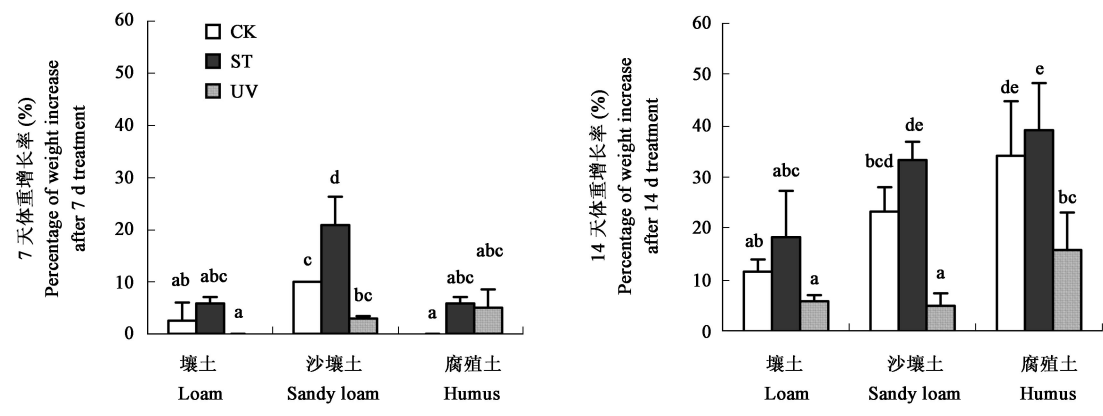 7 天体重增长率 (%)
Percentage of weight increase
after 7 d treatment
60
50
40
30
20
10
0
CK
ST
UV
ab
abc
a
c
d
bc
a
abc
abc
壤土
沙壤土
腐殖土
Loam
Sandy loam
Humus
14 天体重增长率 (%)
Percentage of weight increase
after 14 d treatment
60
50
40
30
20
10
0
ab
abc
a
bcd
de
a
de
e
bc
壤土
沙壤土
腐殖土
Loam
Sandy loam
Humus